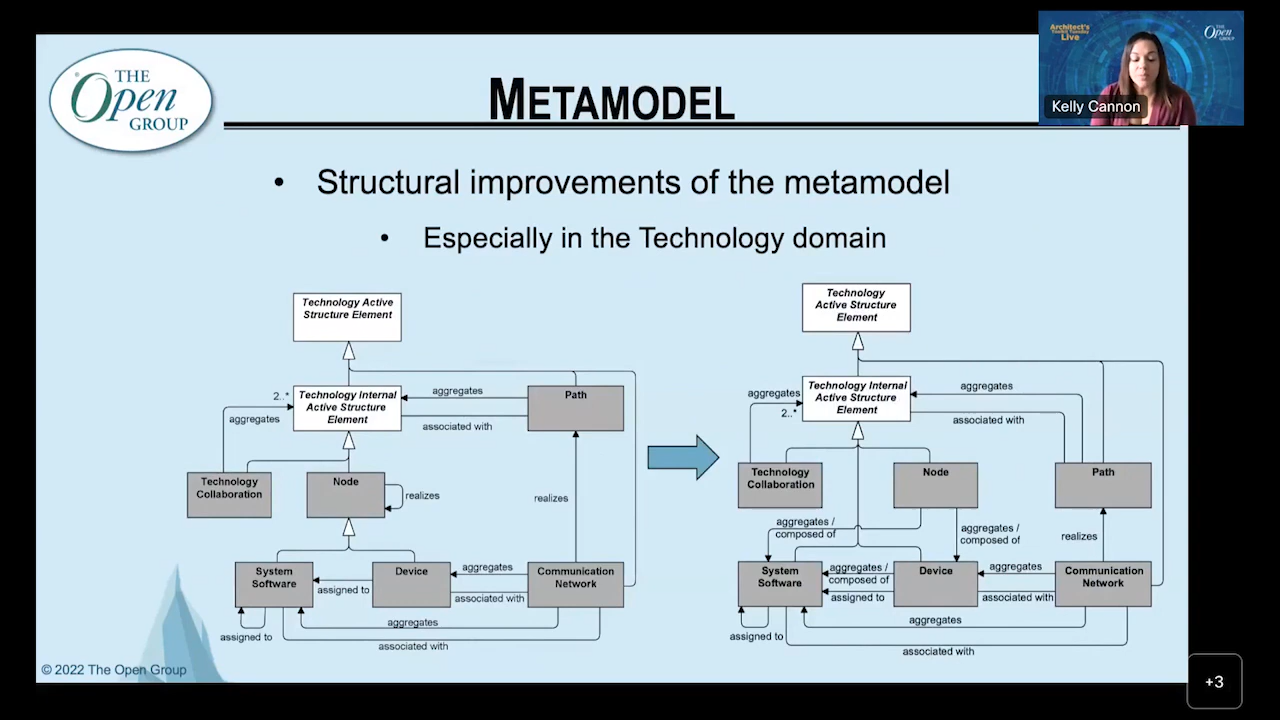 THE
Open
GROUP
METAMODEL
Architect's
Toolkit Tuesday
Live
THE
Open
GROUP
Kelly Cannon
• Structural improvements of the metamodel
• Especially in the Technology domain
Technology Active
Structure Element
2..*
Technology Internal
Active Structure
Element
aggregates
Path
aggregates
associated with
Technology
Collaboration
Node
realizes
realizes
System
Software
assigned to
Device
aggregates
associated with
Communication
Network
assigned to
aggregates
associated with
Technology
Active Structure
Element
aggregates
2..*
Technology Internal
Active Structure
Element
aggregates
associated with
Technology
Collaboration
Node
Path
aggregates /
composed of
aggregates /
composed of
realizes
System
Software
aggregates /
composed of
assigned to
Device
aggregates
associated with
Communication
Network
assigned to
aggregates
associated with
© 2022 The Open Group
+3